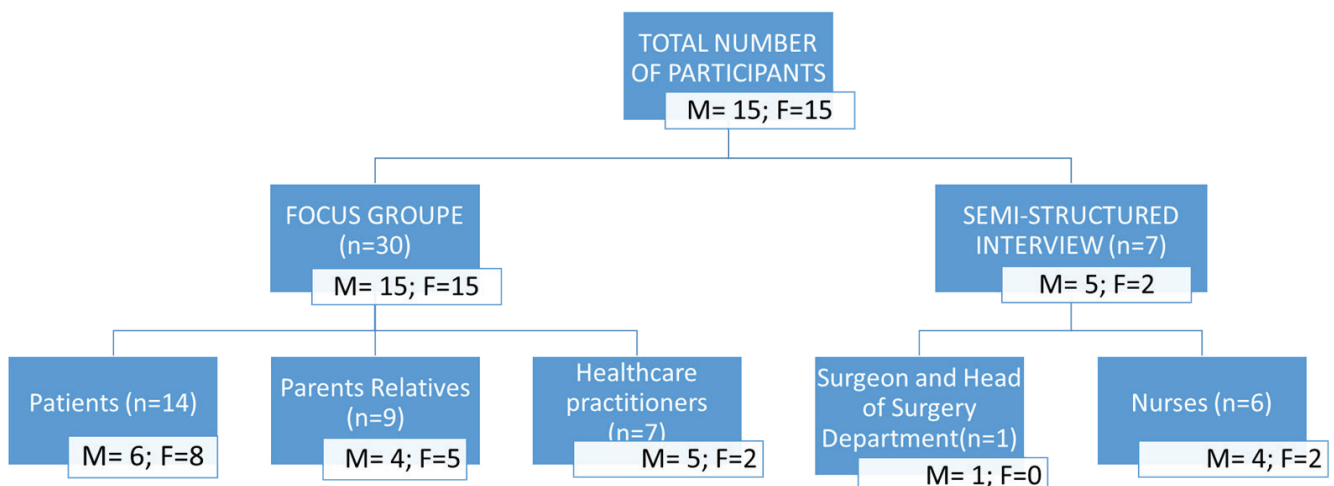 TOTAL NUMBER
OF PARTICIPANTS
M= 15; F=15
FOCUS GROUPE
(n=30)
M= 15; F=15
SEMI-STRUCTURED
INTERVIEW (n=7)
M= 5; F=2
Patients (n=14)
M= 6; F=8
Parents Relatives
(n=9)
M= 4; F=5
Healthcare
practitioners
(n=7)
M= 5; F=2
Surgeon and Head
of Surgery
Department(n=1)
M= 1; F=0
Nurses (n=6)
M= 4; F=2